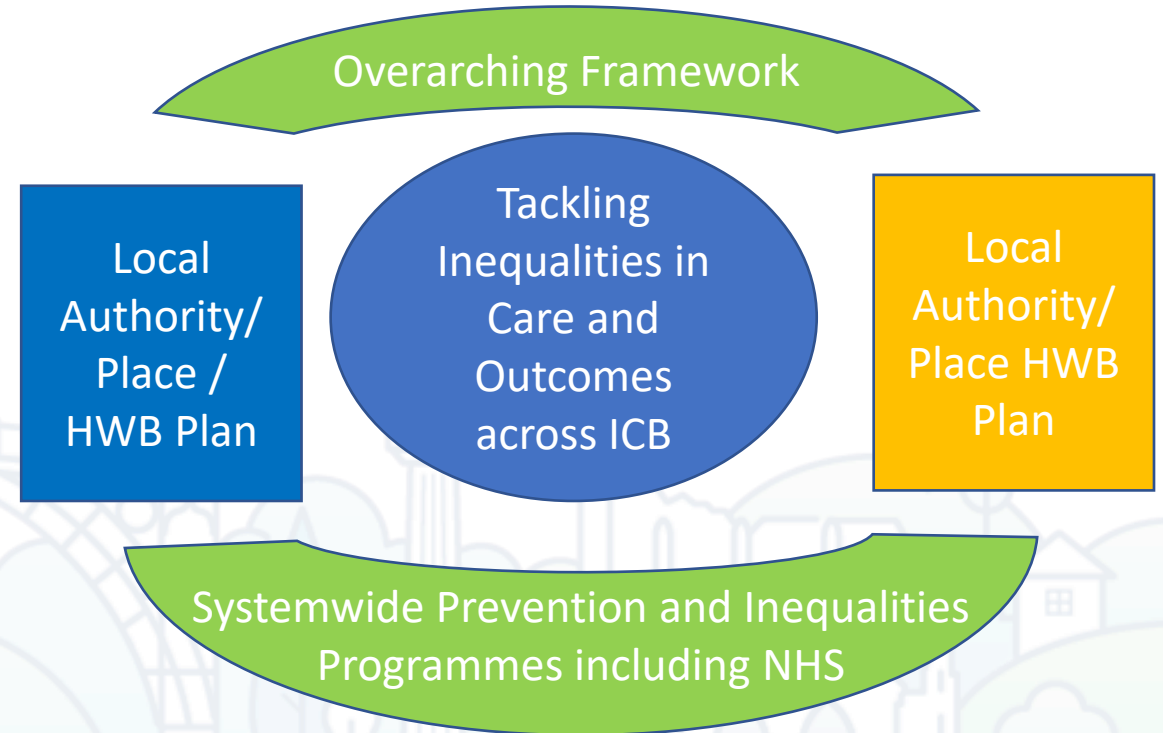 Overarching Framework
Local
Authority/
Place /
HWB Plan
Tackling
Inequalities in
Care and
Outcomes
across ICB
Local
Authority/
Place HWB
Plan
Systemwide Prevention and Inequalities
Programmes including NHS